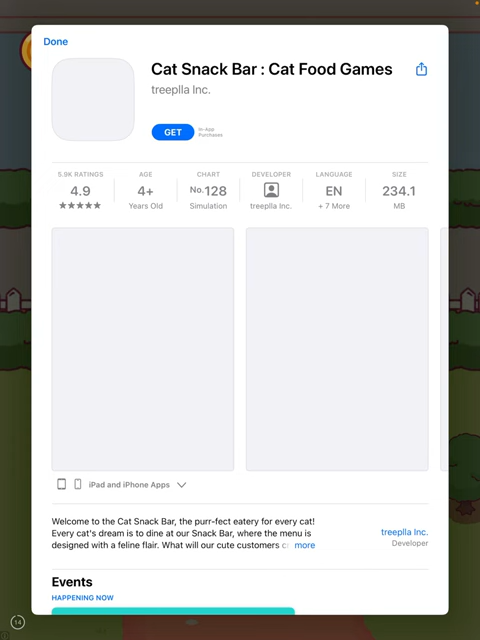 Done
Cat Snack Bar : Cat Food Games
treeplla Inc.
GET
In-App
Purchases
5.9K RATINGS
4.9
AGE
4+
Years Old
CHART
No.128
Simulation
DEVELOPER
treeplla Inc.
LANGUAGE
EN
+ 7 More
SIZE
234.1
MB
iPad and iPhone Apps
Welcome to the Cat Snack Bar, the purr-fect eatery for every cat!
Every cat's dream is to dine at our Snack Bar, where the menu is
designed with a feline flair. What will our cute customers more
treeplla Inc.
Developer
Events
HAPPENING NOW
14